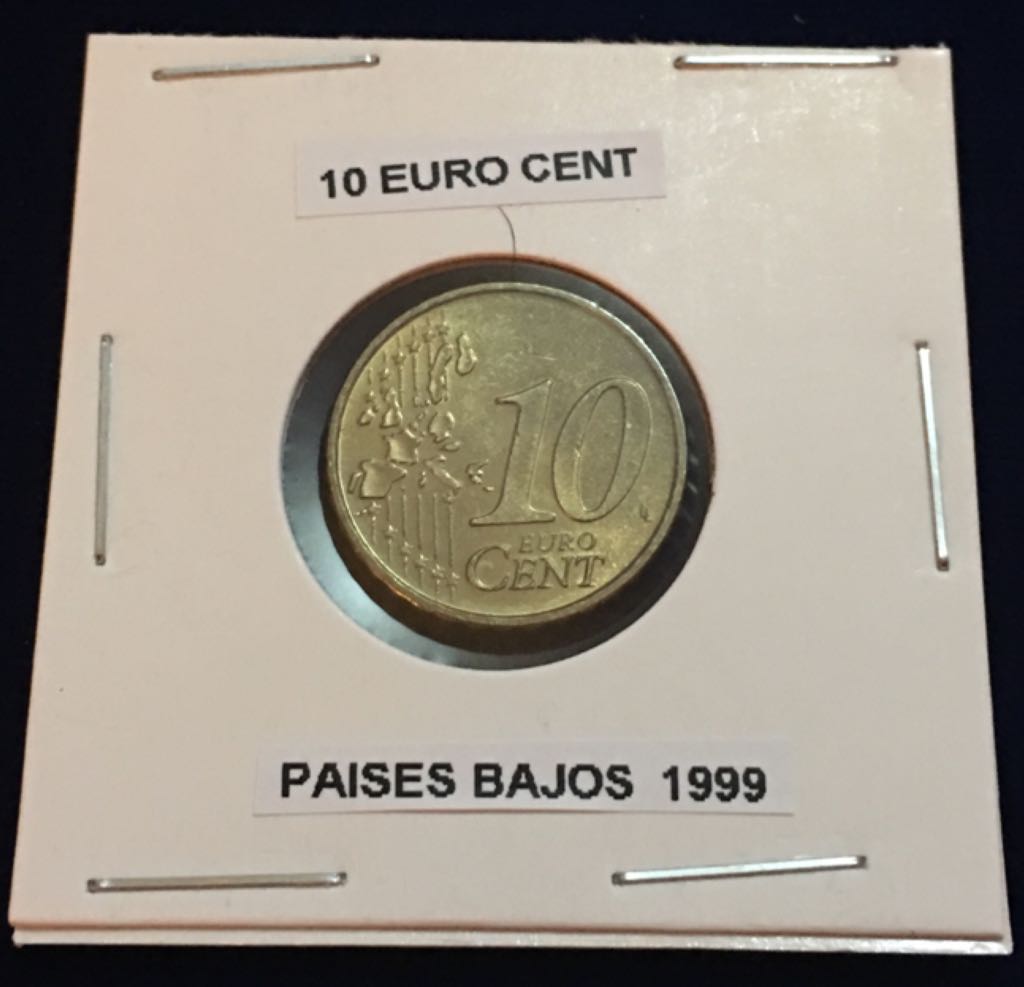 10 EURO CENT
10
EURO
CENT
PAISES BAJOS 1999